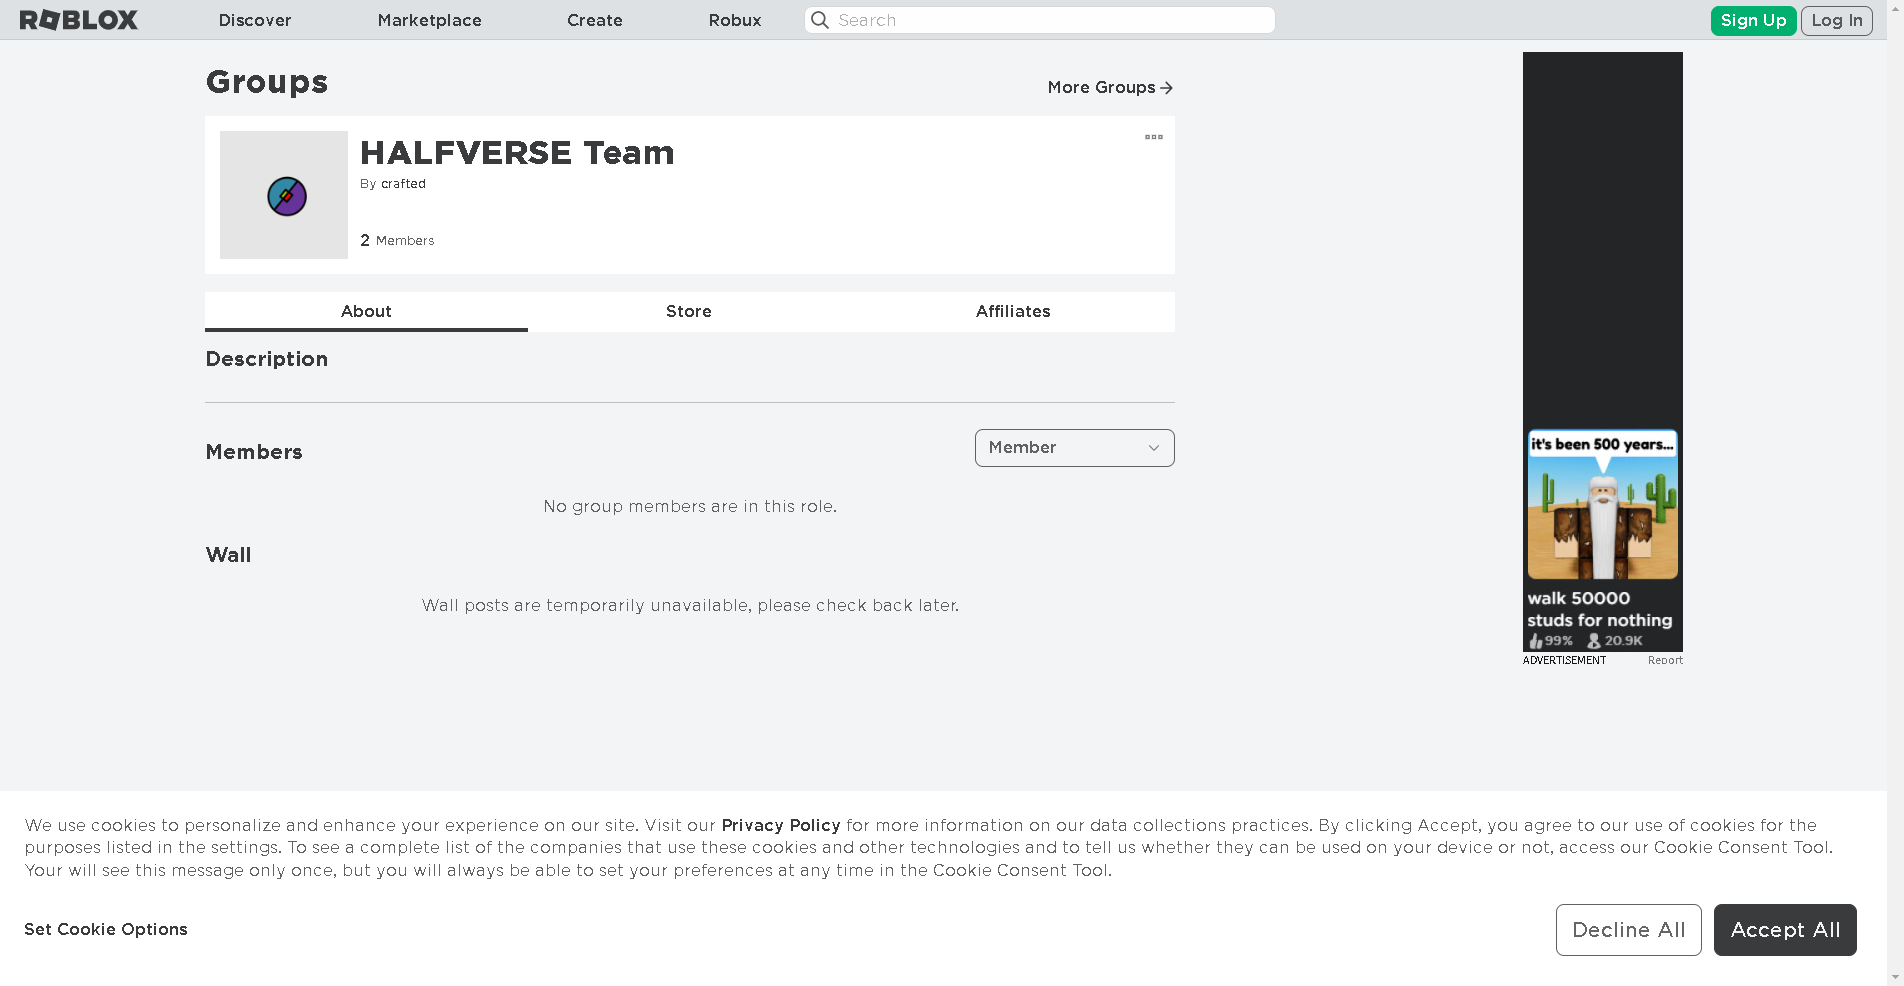 ROBLOX
Discover
Marketplace
Create
Robux
Search
Sign Up
Log In
Groups
More Groups
HALFVERSE Team
By crafted
2 Members
About
Store
Affiliates
Description
Members
Member
No group members are in this role.
Wall
Wall posts are temporarily unavailable, please check back later.
it's been 500 years...
walk 50000
studs for nothing
99% 20.9K
ADVERTISEMENT
Report
We use cookies to personalize and enhance your experience on our site. Visit our Privacy Policy for more information on our data collections practices. By clicking Accept, you agree to our use of cookies for the
purposes listed in the settings. To see a complete list of the companies that use these cookies and other technologies and to tell us whether they can be used on your device or not, access our Cookie Consent Tool.
Your will see this message only once, but you will always be able to set your preferences at any time in the Cookie Consent Tool.
Set Cookie Options
Decline All
Accept All